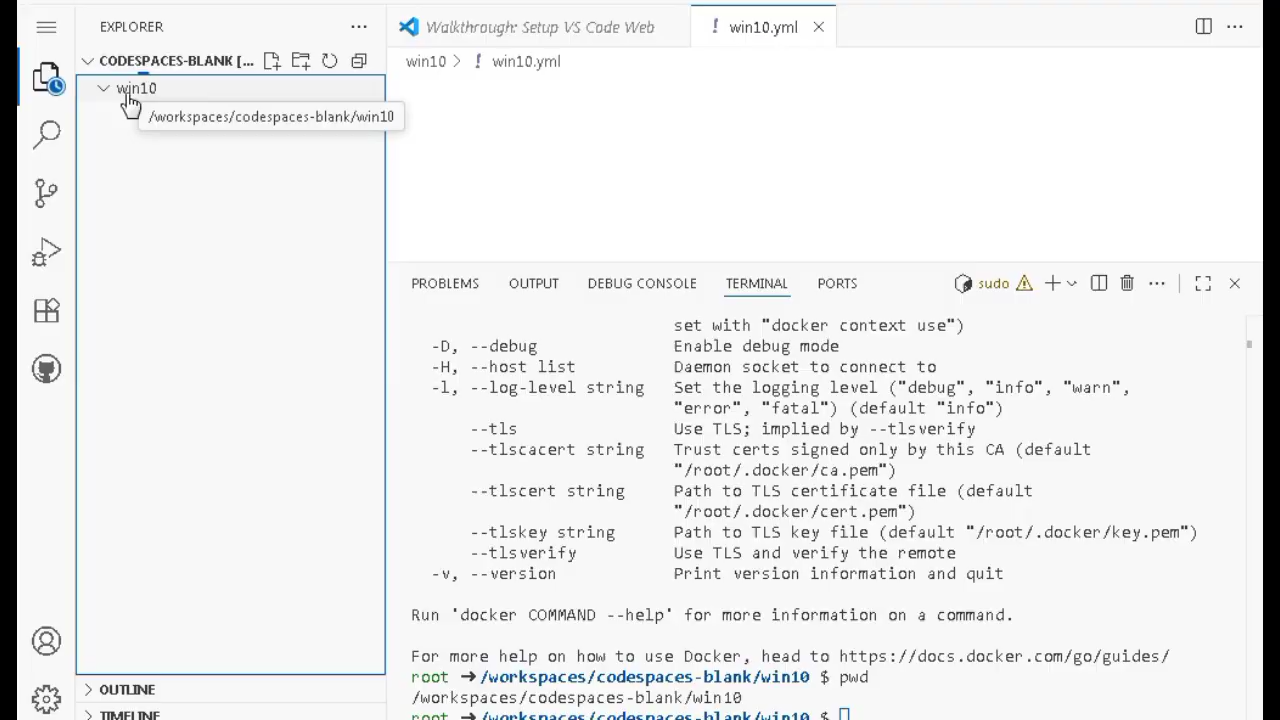 EXPLORER
Walkthrough: Setup VS Code Web
! win10.yml
CODESPACES-BLANK [...
win10 > ! win10.yml
win10
/workspaces/codespaces-blank/win10
PROBLEMS OUTPUT DEBUG CONSOLE TERMINAL PORTS
sudo
set with "docker context use")
-D, --debug Enable debug mode
-H, --host list Daemon socket to connect to
-l, --log-level string Set the logging level ("debug", "info", "warn",
"error", "fatal") (default "info")
--tls Use TLS; implied by --tlsverify
--tlscacert string Trust certs signed only by this CA (default
"/root/.docker/ca.pem")
--tlscert string Path to TLS certificate file (default
"/root/.docker/cert.pem")
--tlskey string Path to TLS key file (default "/root/.docker/key.pem")
--tlsverify Use TLS and verify the remote
-v, --version Print version information and quit
Run 'docker COMMAND --help' for more information on a command.
For more help on how to use Docker, head to https://docs.docker.com/go/guides/
root ➜ /workspaces/codespaces-blank/win10 $ pwd
/workspaces/codespaces-blank/win10
root ➜ /workspaces/codespaces-blank/win10 $
OUTLINE
TIMELINE